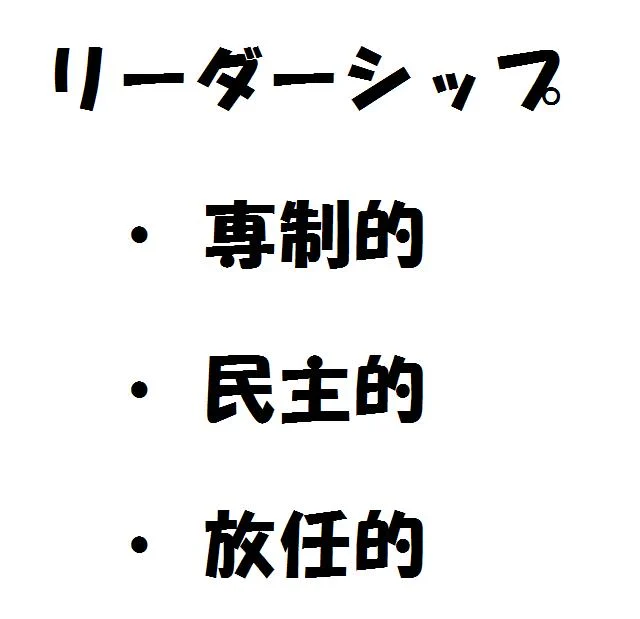 リーダーシップ
・ 専制的
・ 民主的
・ 放任的